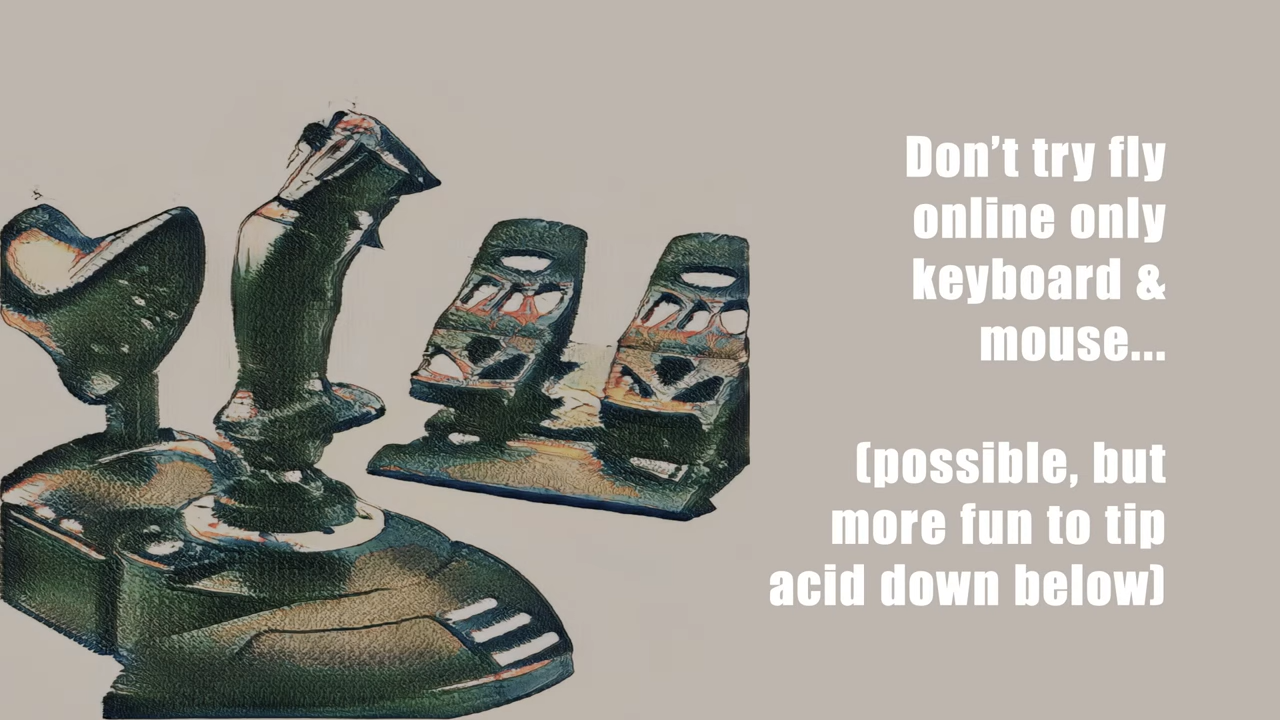 Don’t try fly
online only
keyboard &
mouse...
(possible, but
more fun to tip
acid down below)